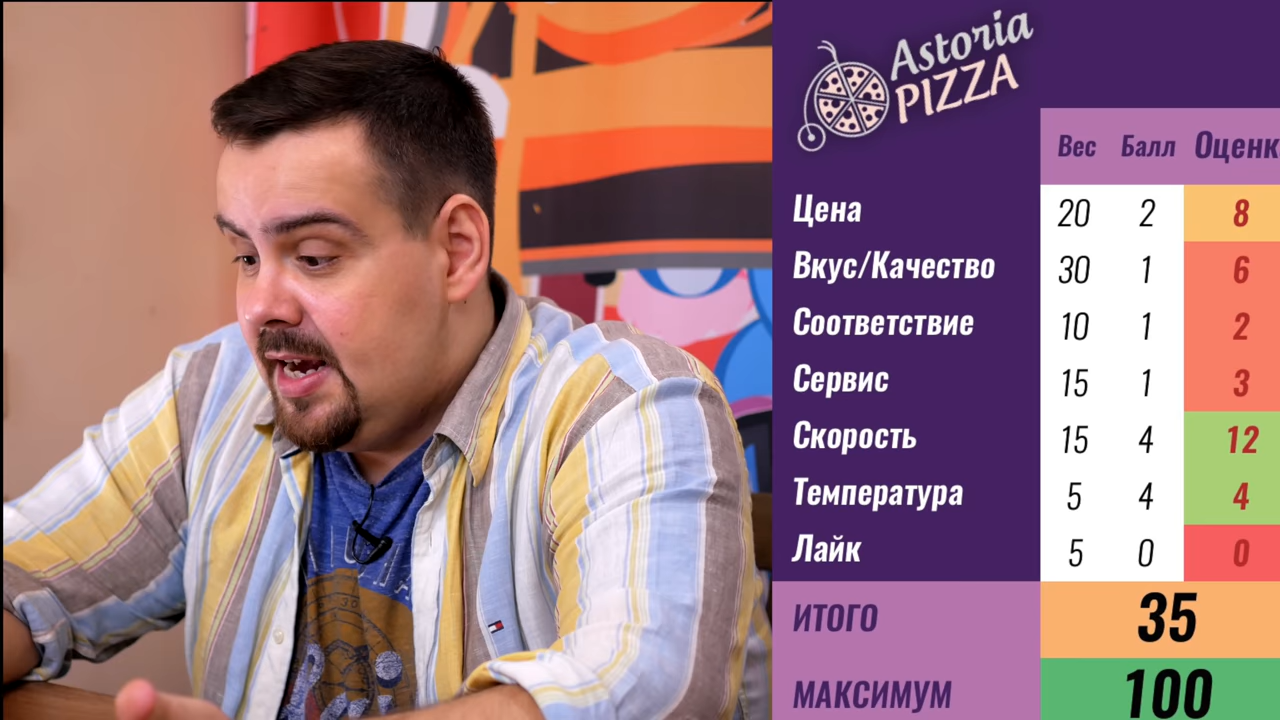 Astoria
PIZZA
Вес Балл Оценк
Цена 20 2 8
Вкус/Качество 30 1 6
Соответствие 10 1 2
Сервис 15 1 3
Скорость 15 4 12
Температура 5 4 4
Лайк 5 0 0
ИТОГО 35
МАКСИМУМ 100